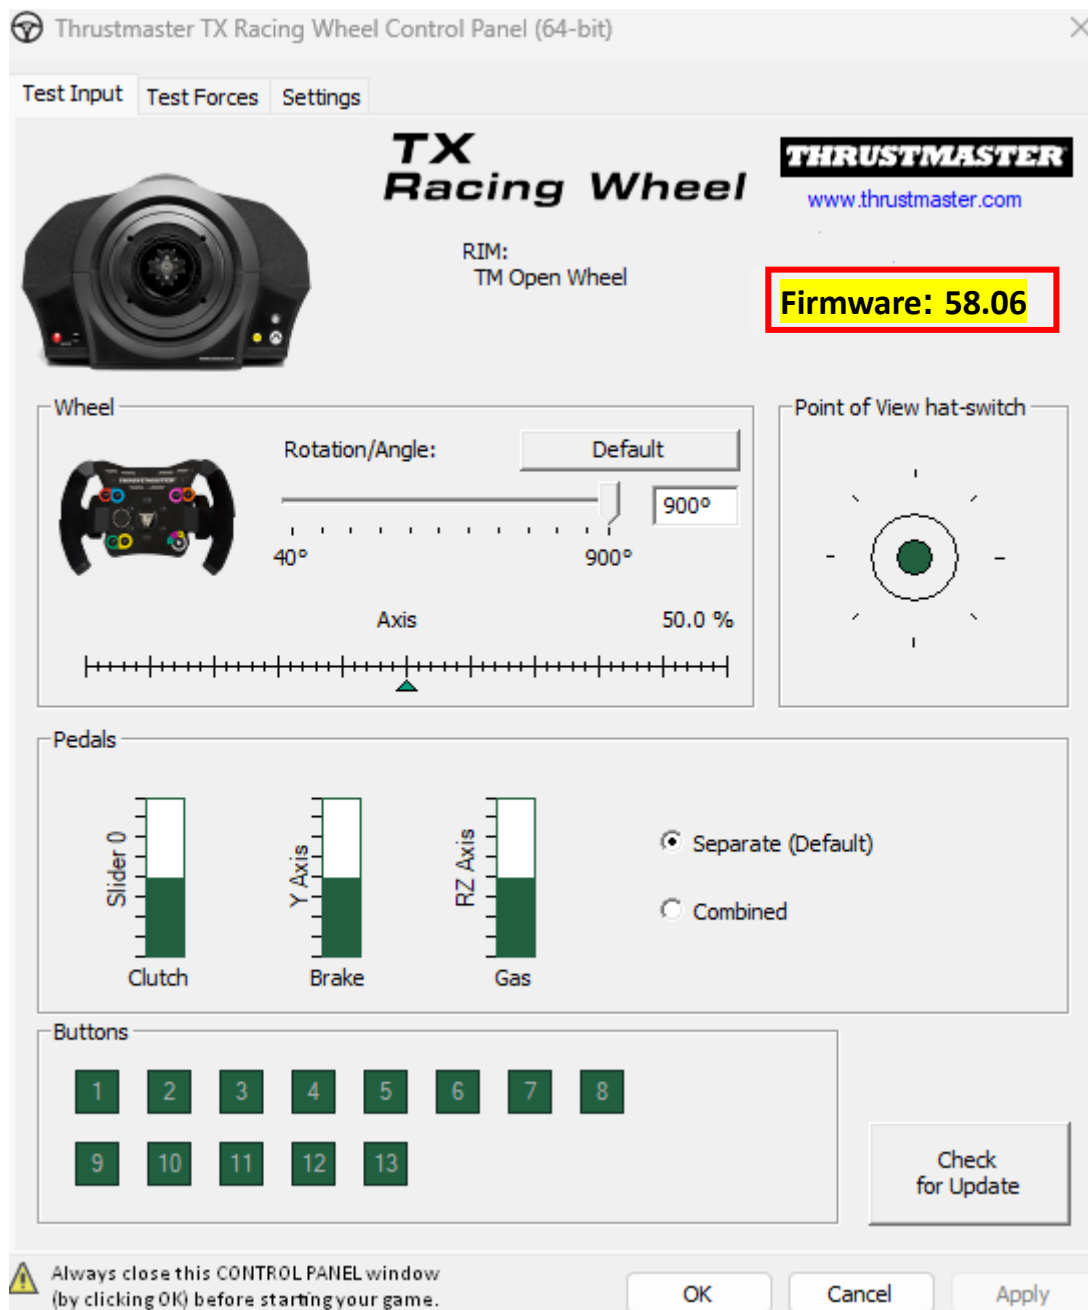 Thrustmaster TX Racing Wheel Control Panel (64-bit)
Test Input Test Forces Settings
TX
Racing Wheel
THRUSTMASTER
www.thrustmaster.com
RIM:
TM Open Wheel
Firmware: 58.06
Wheel
Rotation/Angle:
Default
900°
40°
900°
Axis
50.0 %
Point of View hat-switch
Pedals
Slider 0
Clutch
Y Axis
Brake
RZ Axis
Gas
Separate (Default)
Combined
Buttons
1 2 3 4 5 6 7 8
9 10 11 12 13
Check
for Update
Always close this CONTROL PANEL window
(by clicking OK) before starting your game.
OK Cancel Apply